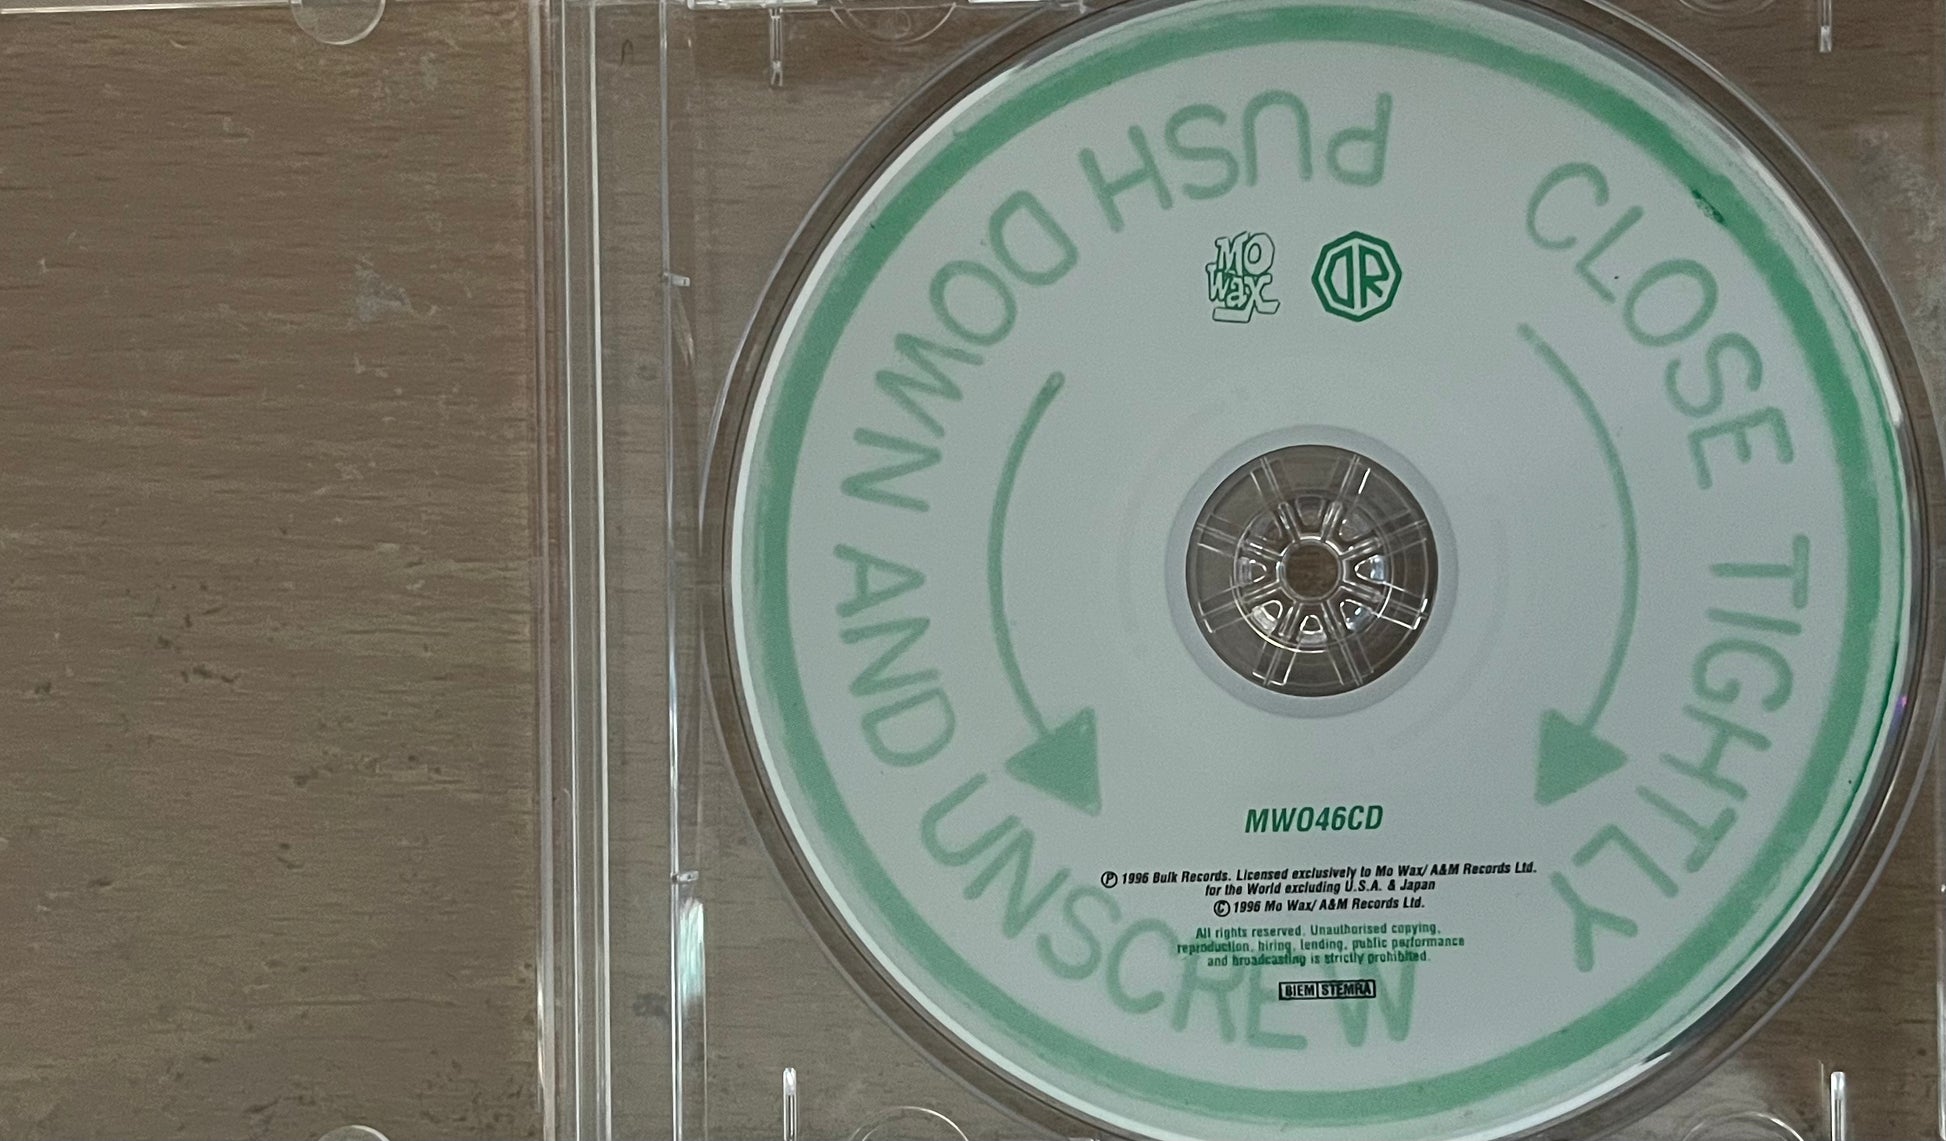 PUSH DOWN AND UNSCREW
CLOSE TIGHTLY
MO
WAX
DR
MW046CD
Ⓟ 1996 Bulk Records. Licensed exclusively to Mo Wax/ A&M Records Ltd.
for the World excluding U.S.A. & Japan
© 1996 Mo Wax/ A&M Records Ltd.
All rights reserved. Unauthorised copying,
reproduction, hiring, lending, public performance
and broadcasting is strictly prohibited.
BIEM STEMRA